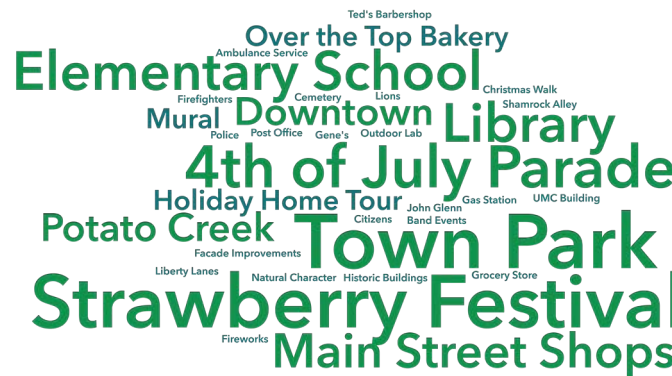 Ted's Barbershop
Over the Top Bakery
Ambulance Service
Elementary School
Christmas Walk
Firefighters
Cemetery
Lions
Shamrock Alley
Mural
Downtown
Library
Police
Post Office
Gene's
Outdoor Lab
4th of July Parade
Holiday Home Tour
John Glenn
Gas Station
UMC Building
Potato Creek
Citizens
Band Events
Town Park
Facade Improvements
Liberty Lanes
Natural Character
Historic Buildings
Grocery Store
Strawberry Festival
Fireworks
Main Street Shops